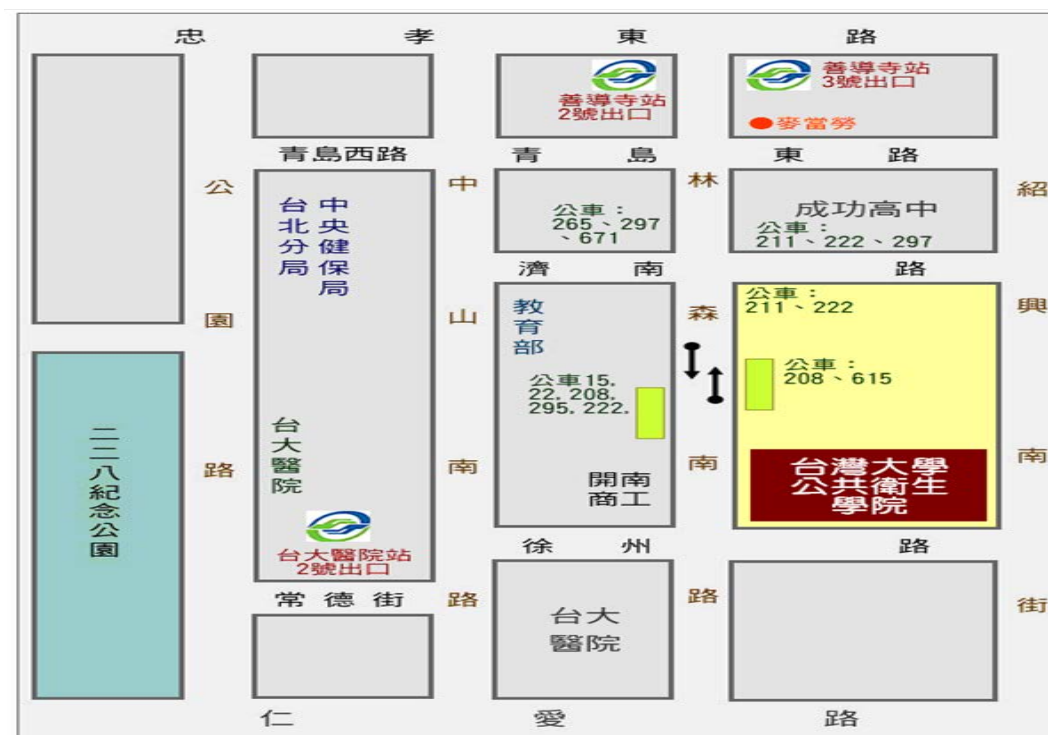 忠孝東路
善導寺站
2號出口
善導寺站
3號出口
麥當勞
青島西路
青島東路
公園路
中山南路
林森南路
紹興南街
中央健保局
台北分局
公車：
265、297
、671
成功高中
公車：
211、222、297
濟南路
教育部
公車15,
22, 208,
295, 222,
公車：
211、222
公車：
208、615
二二八紀念公園
台大醫院
台大醫院站
2號出口
開南
商工
台灣大學
公共衛生
學院
徐州路
常德街
台大
醫院
仁愛路